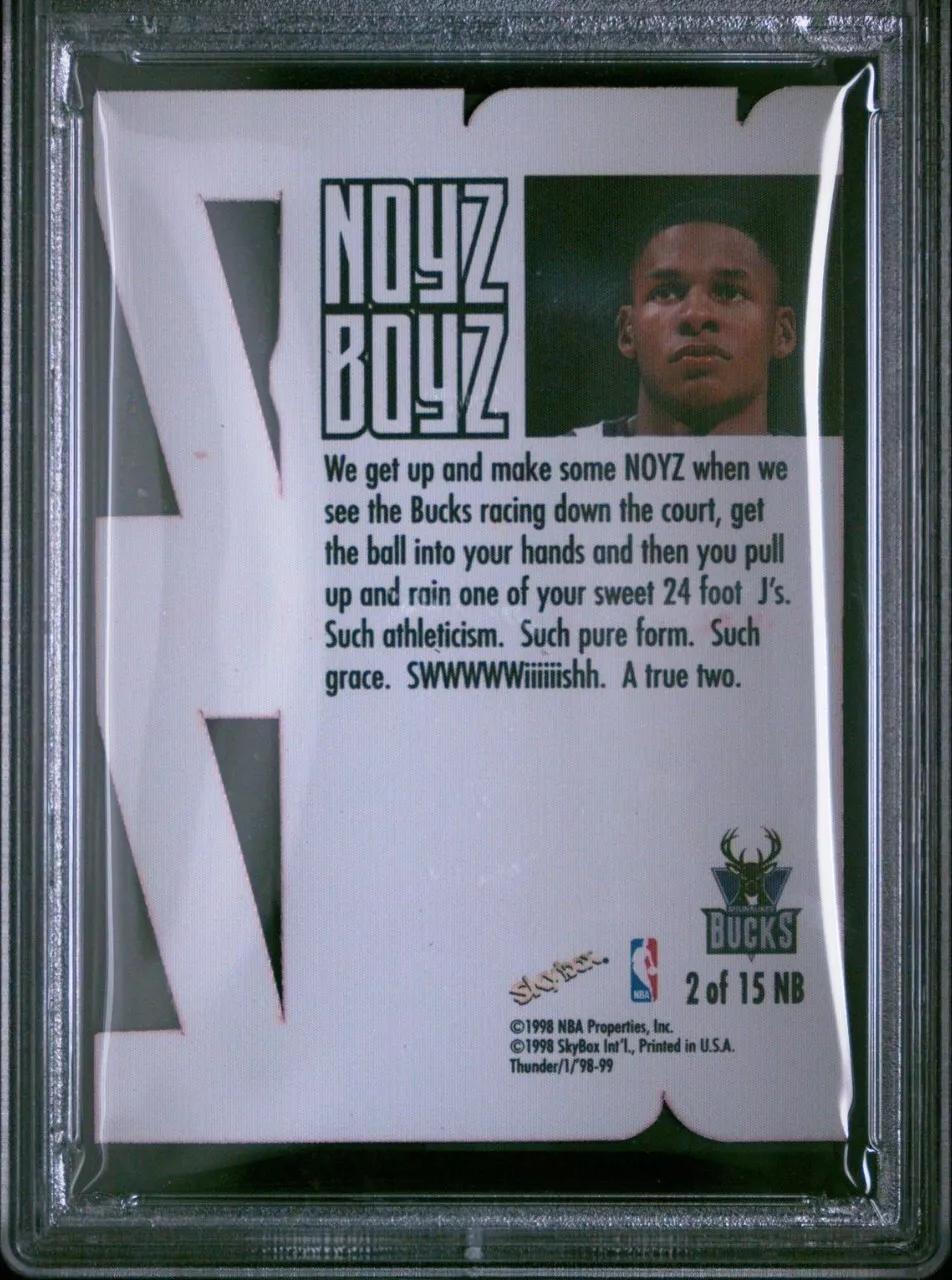 NOYZ
BOYZ
We get up and make some NOYZ when we
see the Bucks racing down the court, get
the ball into your hands and then you pull
up and rain one of your sweet 24 foot J's.
Such athleticism. Such pure form. Such
grace. SWWWWWiiiiiishh. A true two.
MILWAUKEE
BUCKS
skybox.
NBA
2 of 15 NB
©1998 NBA Properties, Inc.
©1998 SkyBox Int'l., Printed in U.S.A.
Thunder/1/'98-99